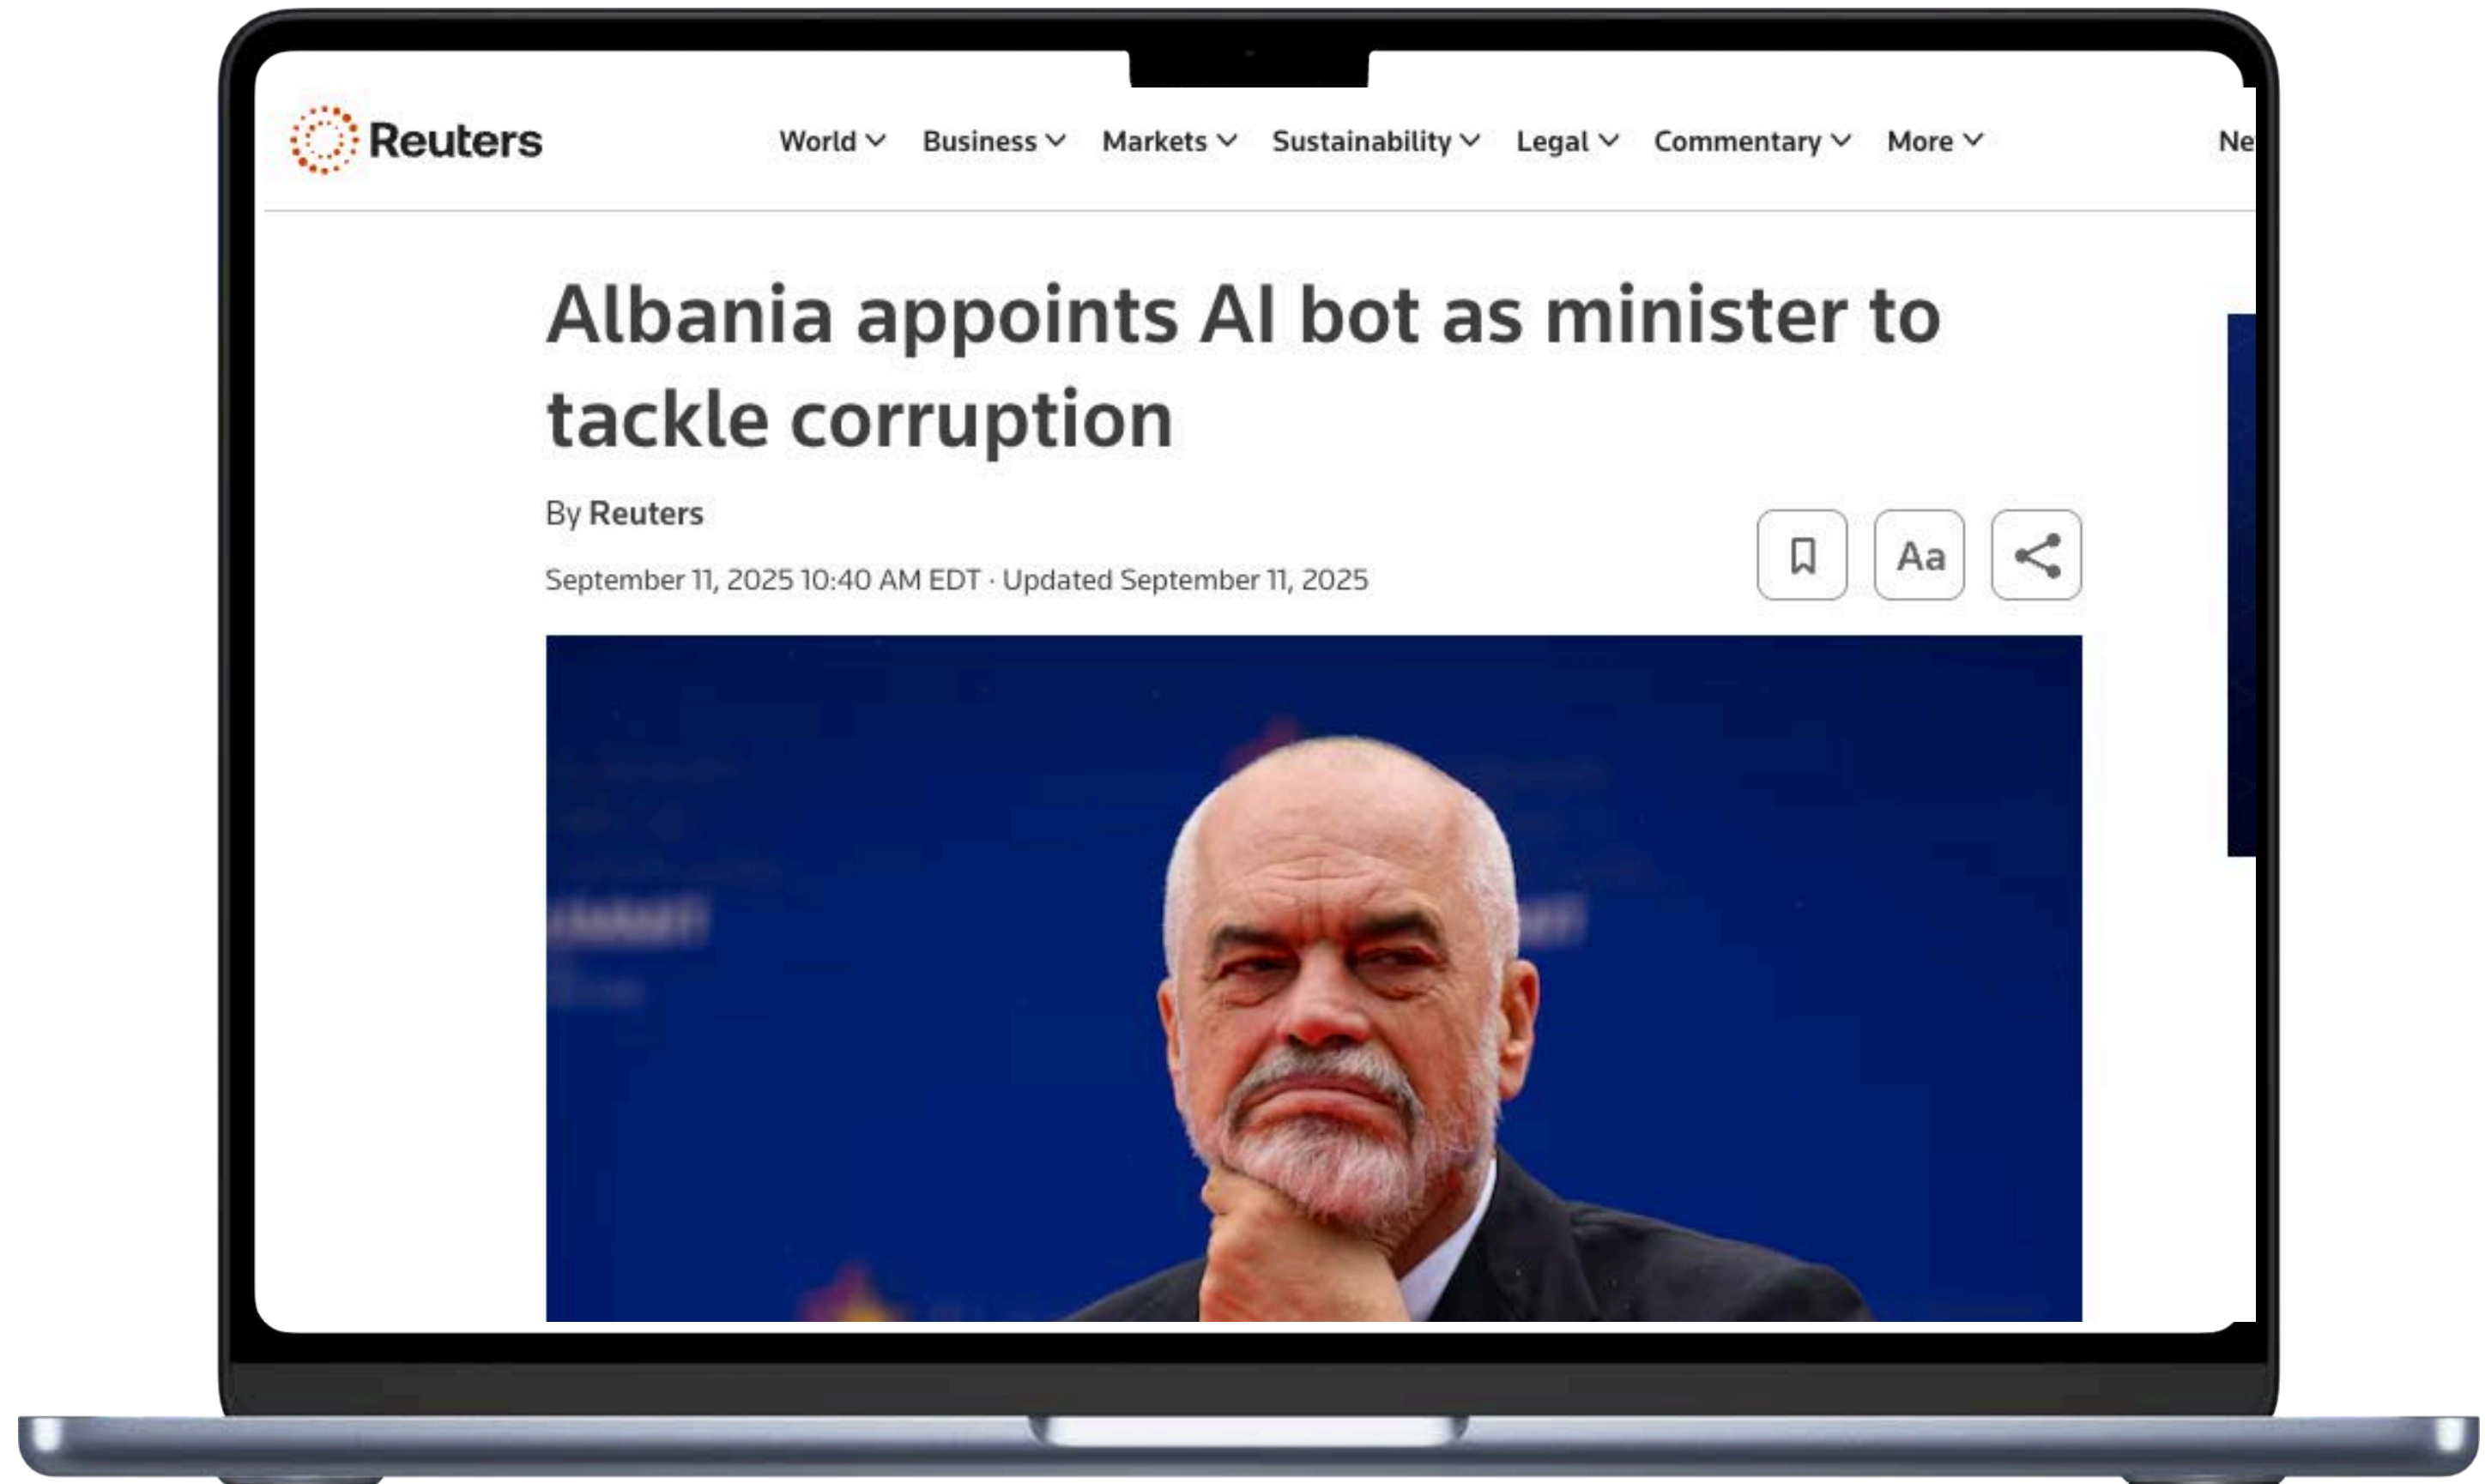 Reuters
World Business Markets Sustainability Legal Commentary More Ne
Albania appoints AI bot as minister to
tackle corruption
By Reuters
September 11, 2025 10:40 AM EDT · Updated September 11, 2025
Aa